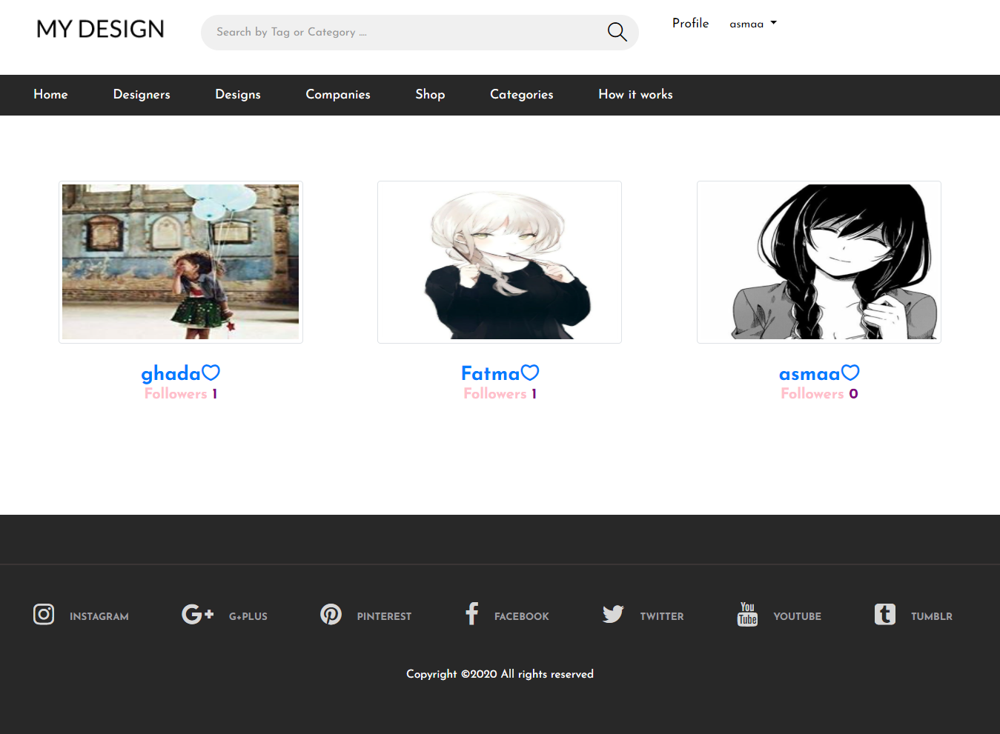 MY DESIGN
Search by Tag or Category ....
Profile
asmaa
Home Designers Designs Companies Shop Categories How it works
ghada
Followers 1
Fatma
Followers 1
asmaa
Followers 0
INSTAGRAM G+PLUS PINTEREST FACEBOOK TWITTER You Tube YOUTUBE TUMBLR
Copyright ©2020 All rights reserved